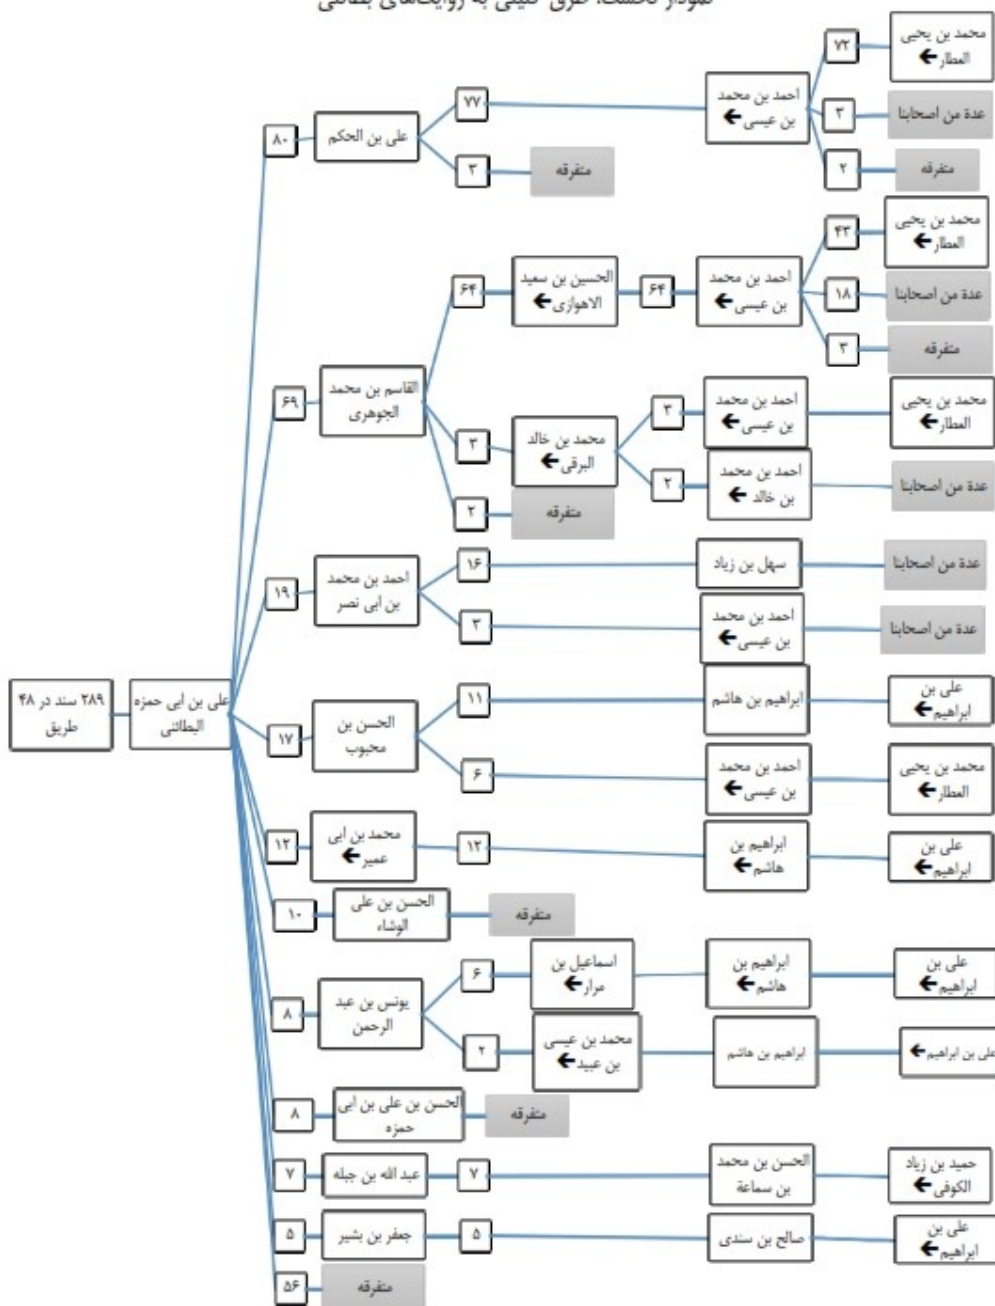 نمودار نخست: طرق کلینی به روایت‌های بطائنی
محمد بن یحیی
العطار←
۷۲
احمد بن محمد
بن عیسی←
۷۷
علی بن الحکم
۸۰
عدة من اصحابنا
۳
متفرقه
۲
متفرقه
۳
محمد بن یحیی
العطار←
۴۳
احمد بن محمد
بن عیسی←
۶۴
الحسین بن سعید
الاهوازی←
۶۴
عدة من اصحابنا
۱۸
متفرقه
۳
القاسم بن محمد
الجوهری
۶۹
محمد بن یحیی
العطار←
احمد بن محمد
بن عیسی←
۳
محمد بن خالد
البرقی←
۳
عدة من اصحابنا
احمد بن محمد
بن خالد←
۲
متفرقه
۲
عدة من اصحابنا
سهل بن زیاد
۱۶
احمد بن محمد
بن ابی نصر
۱۹
عدة من اصحابنا
احمد بن محمد
بن عیسی←
۳
علی بن
ابراهیم←
ابراهیم بن هاشم
۱۱
الحسن بن
محبوب
۱۷
علی بن ابی حمزه
البطائنی
۲۸۹ سند در ۴۸
طریق
محمد بن یحیی
العطار←
احمد بن محمد
بن عیسی←
۶
علی بن
ابراهیم←
ابراهیم بن
هاشم←
۱۲
محمد بن ابی
عمیر←
۱۲
متفرقه
الحسن بن علی
الوشاء
۱۰
علی بن
ابراهیم←
ابراهیم بن
هاشم←
اسماعیل بن
مرار←
۶
یونس بن عبد
الرحمن
۸
علی بن ابراهیم←
ابراهیم بن هاشم
محمد بن عیسی
بن عبید←
۲
متفرقه
الحسن بن علی بن ابی
حمزه
۸
حمید بن زیاد
الکوفی←
الحسن بن محمد
بن سماعة
۷
عبد الله بن جبله
۷
علی بن
ابراهیم←
صالح بن سندی
۵
جعفر بن بشیر
۵
متفرقه
۵۶